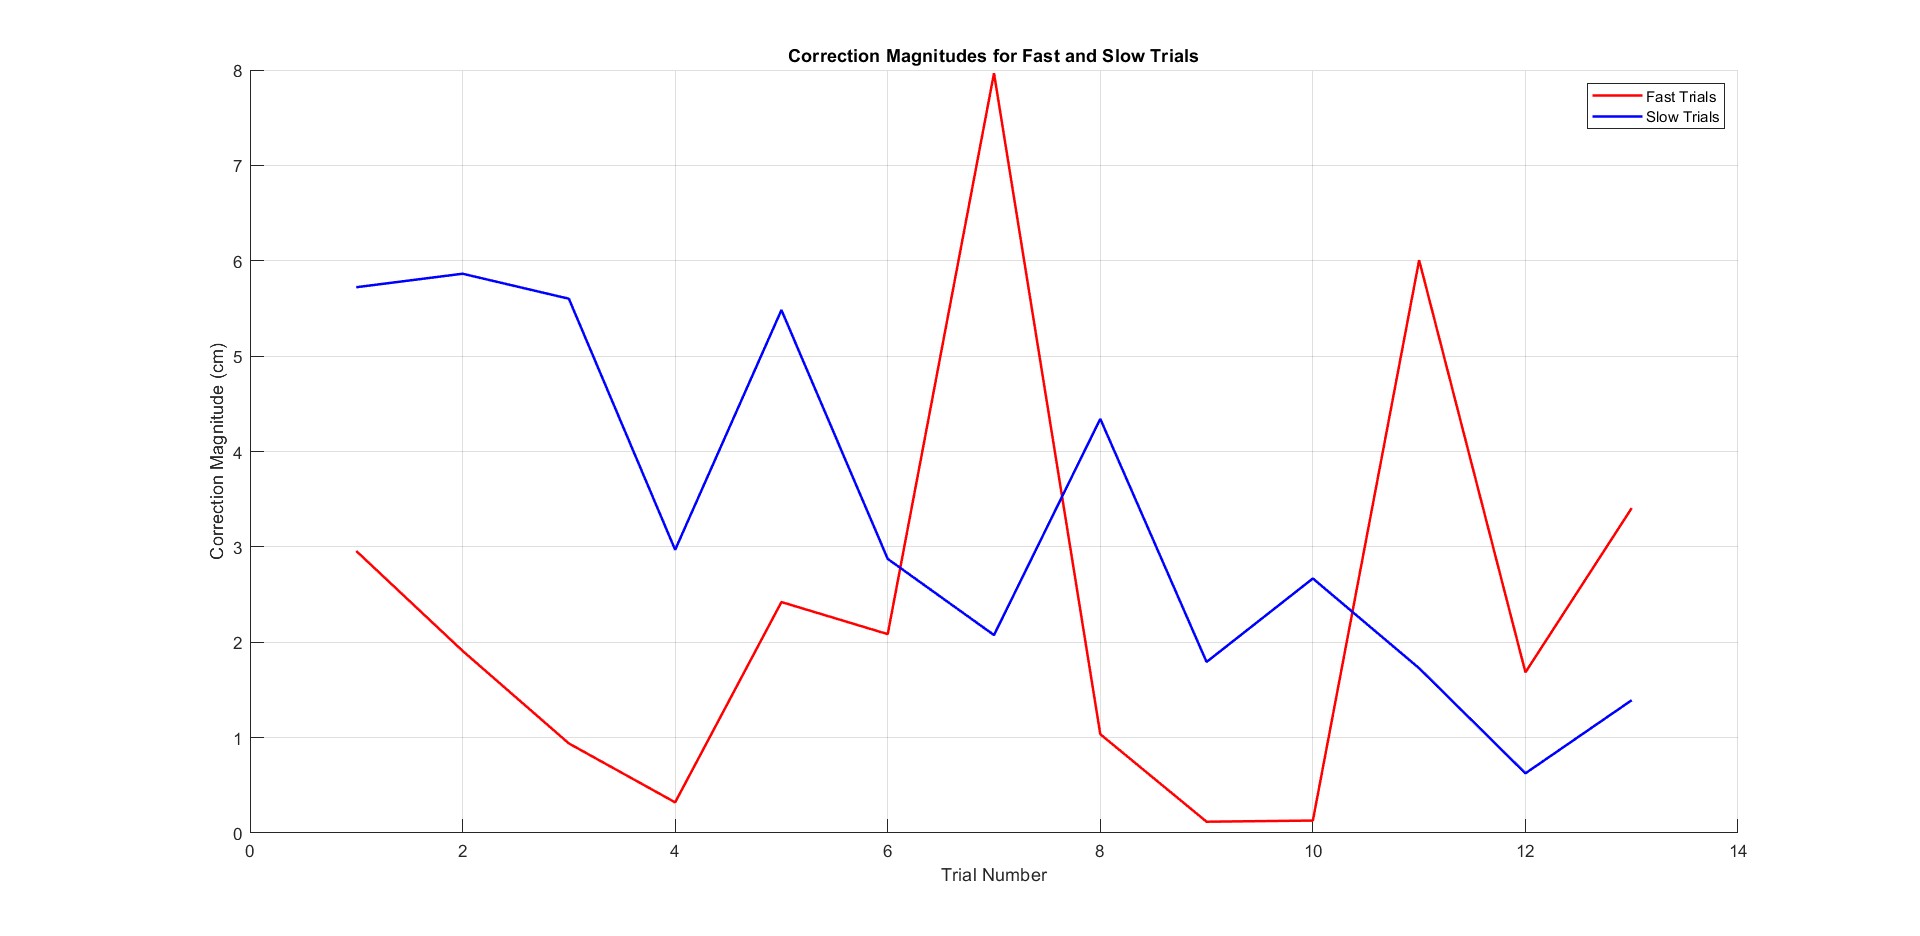 Correction Magnitudes for Fast and Slow Trials
Fast Trials
Slow Trials
8
7
6
5
4
3
2
1
0
Correction Magnitude (cm)
0 2 4 6 8 10 12 14
Trial Number